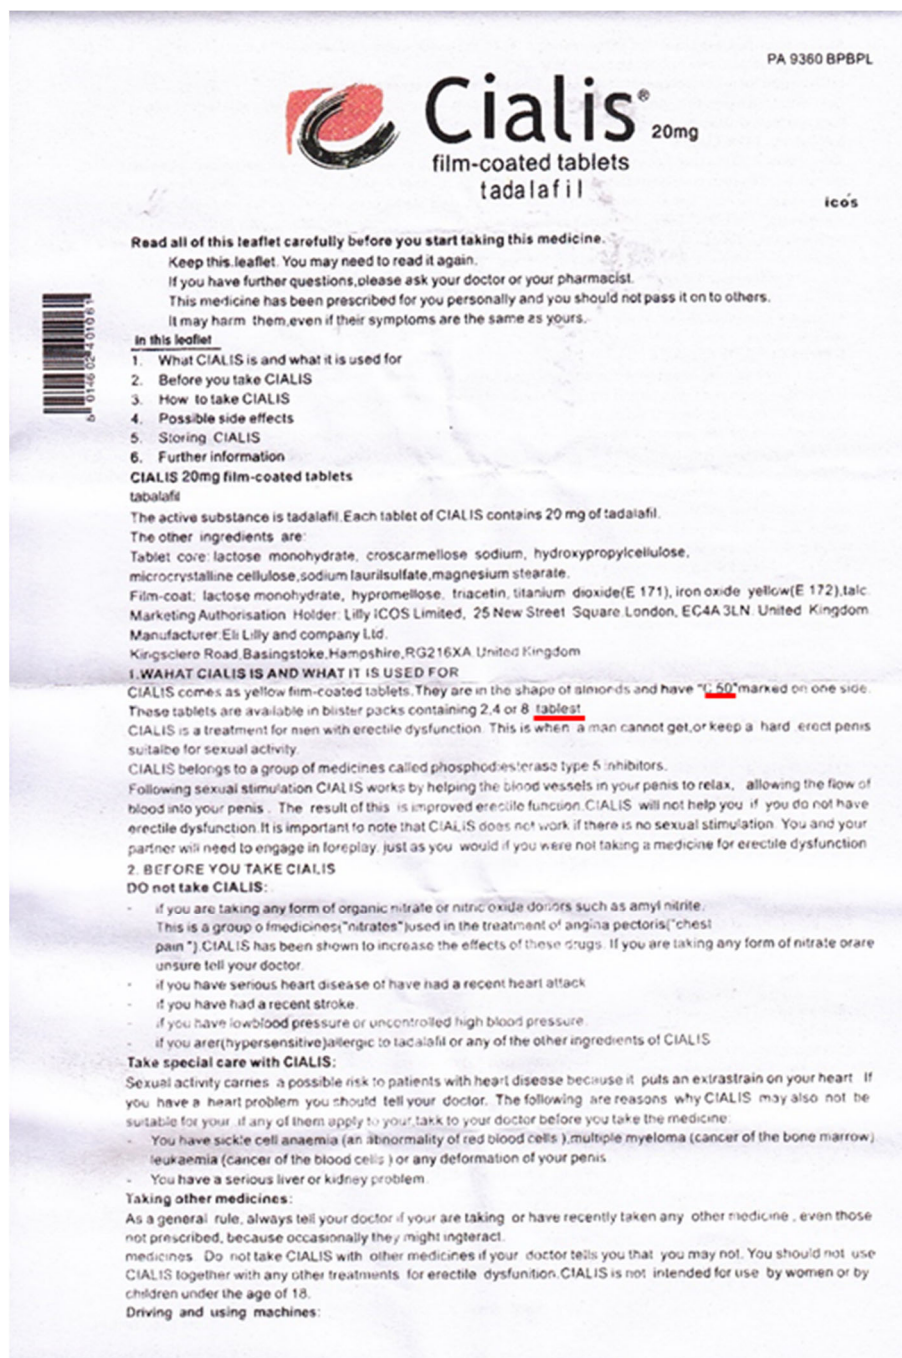 PA 9360 BPBPL
Cialis® 20mg
film-coated tablets
tadalafil
icos
Read all of this leaflet carefully before you start taking this medicine.
Keep this.leaflet. You may need to read it again.
If you have further questions,please ask your doctor or your pharmacist.
This medicine has been prescribed for you personally and you should not pass it on to others.
It may harm them,even if their symptoms are the same as yours.
In this leaflet
1. What CIALIS is and what it is used for
2. Before you take CIALIS
3. How to take CIALIS
4. Possible side effects
5. Storing CIALIS
6. Further information
CIALIS 20mg film-coated tablets
tabalafil
The active substance is tadalafil.Each tablet of CIALIS contains 20 mg of tadalafil.
The other ingredients are:
Tablet core: lactose monohydrate, croscarmellose sodium, hydroxypropylcellulose,
microcrystalline cellulose,sodium laurilsulfate,magnesium stearate.
Film-coat: lactose monohydrate, hypromellose, triacetin, titanium dioxide(E 171), iron oxide yellow(E 172),talc.
Marketing Authorisation Holder: Lilly ICOS Limited, 25 New Street Square.London, EC4A 3LN. United Kingdom
Manufacturer:Eli Lilly and company Ltd.
Kingsclero Road,Basingstoke,Hampshire,RG216XA.United Kingdom
1.WAHAT CIALIS IS AND WHAT IT IS USED FOR
CIALIS comes as yellow film-coated tablets.They are in the shape of almonds and have "C 50"marked on one side.
These tablets are available in blister packs containing 2,4 or 8 tablest
CIALIS is a treatment for men with erectile dysfunction. This is when a man cannot get,or keep a hard erect penis
suitalbe for sexual activity.
CIALIS belongs to a group of medicines called phosphodiesterase type 5 inhibitors.
Following sexual stimulation CIALIS works by helping the blood vessels in your penis to relax, allowing the flow of
blood into your penis . The result of this is improved erectile function.CIALIS will not help you if you do not have
erectile dysfunction.It is important to note that CIALIS does not work if there is no sexual stimulation. You and your
partner will need to engage in foreplay, just as you would if you were not taking a medicine for erectile dysfunction
2. BEFORE YOU TAKE CIALIS
DO not take CIALIS:
- if you are taking any form of organic nitrate or nitric oxide donors such as amyl nitrite.
This is a group o fmedicines("nitrates")used in the treatment of angina pectoris("chest
pain ").CIALIS has been shown to increase the effects of these drugs. If you are taking any form of nitrate orare
unsure tell your doctor.
- if you have serious heart disease of have had a recent heart attack
- if you have had a recent stroke.
- if you have lowblood pressure or uncontrolled high blood pressure.
- if you arer(hypersensitive)allergic to tadalafil or any of the other ingredients of CIALIS
Take special care with CIALIS:
Sexual activity carries a possible risk to patients with heart disease because it puts an extrastrain on your heart If
you have a heart problem you should tell your doctor. The following are reasons why CIALIS may also not be
suitable for your if any of them apply to your,takk to your doctor before you take the medicine:
- You have sickle cell anaemia (an abnormality of red blood cells ),multiple myeloma (cancer of the bone marrow)
leukaemia (cancer of the blood cells ) or any deformation of your penis
- You have a serious liver or kidney problem.
Taking other medicines:
As a general rule, always tell your doctor if your are taking or have recently taken any other medicine , even those
not prescribed, because occasionally they might ingteract.
medicines Do not take CIALIS with other medicines if your doctor tells you that you may not. You should not use
CIALIS together with any other treatments for erectile dysfunition.CIALIS is not intended for use by women or by
children under the age of 18.
Driving and using machines: